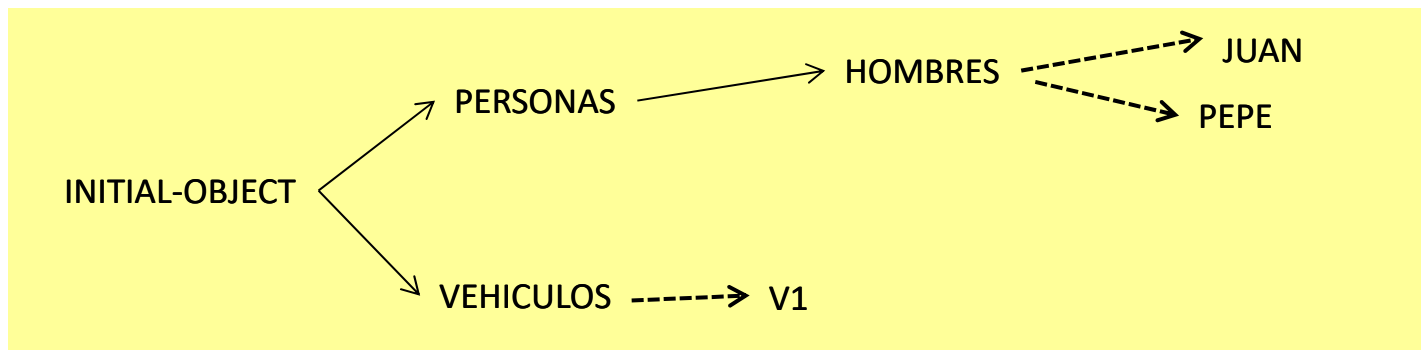 JUAN
HOMBRES
PERSONAS
PEPE
INITIAL-OBJECT
VEHICULOS
V1